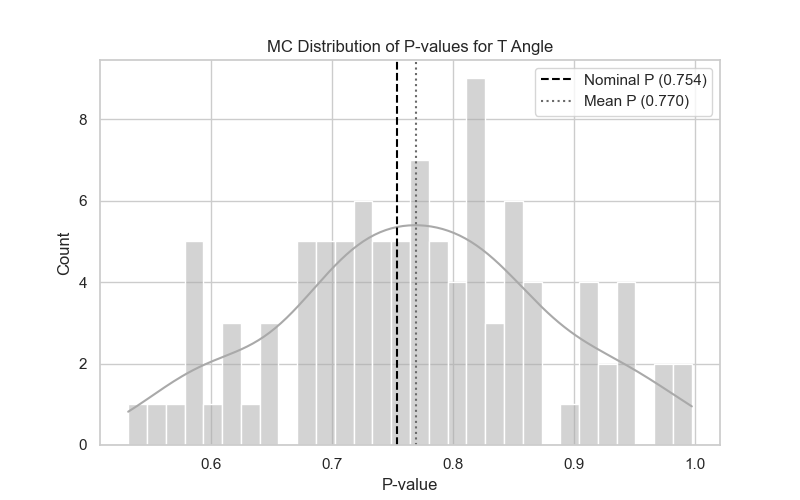 MC Distribution of P-values for T Angle
Nominal P (0.754)
Mean P (0.770)
Count
8
6
4
2
0
0.6 0.7 0.8 0.9 1.0
P-value